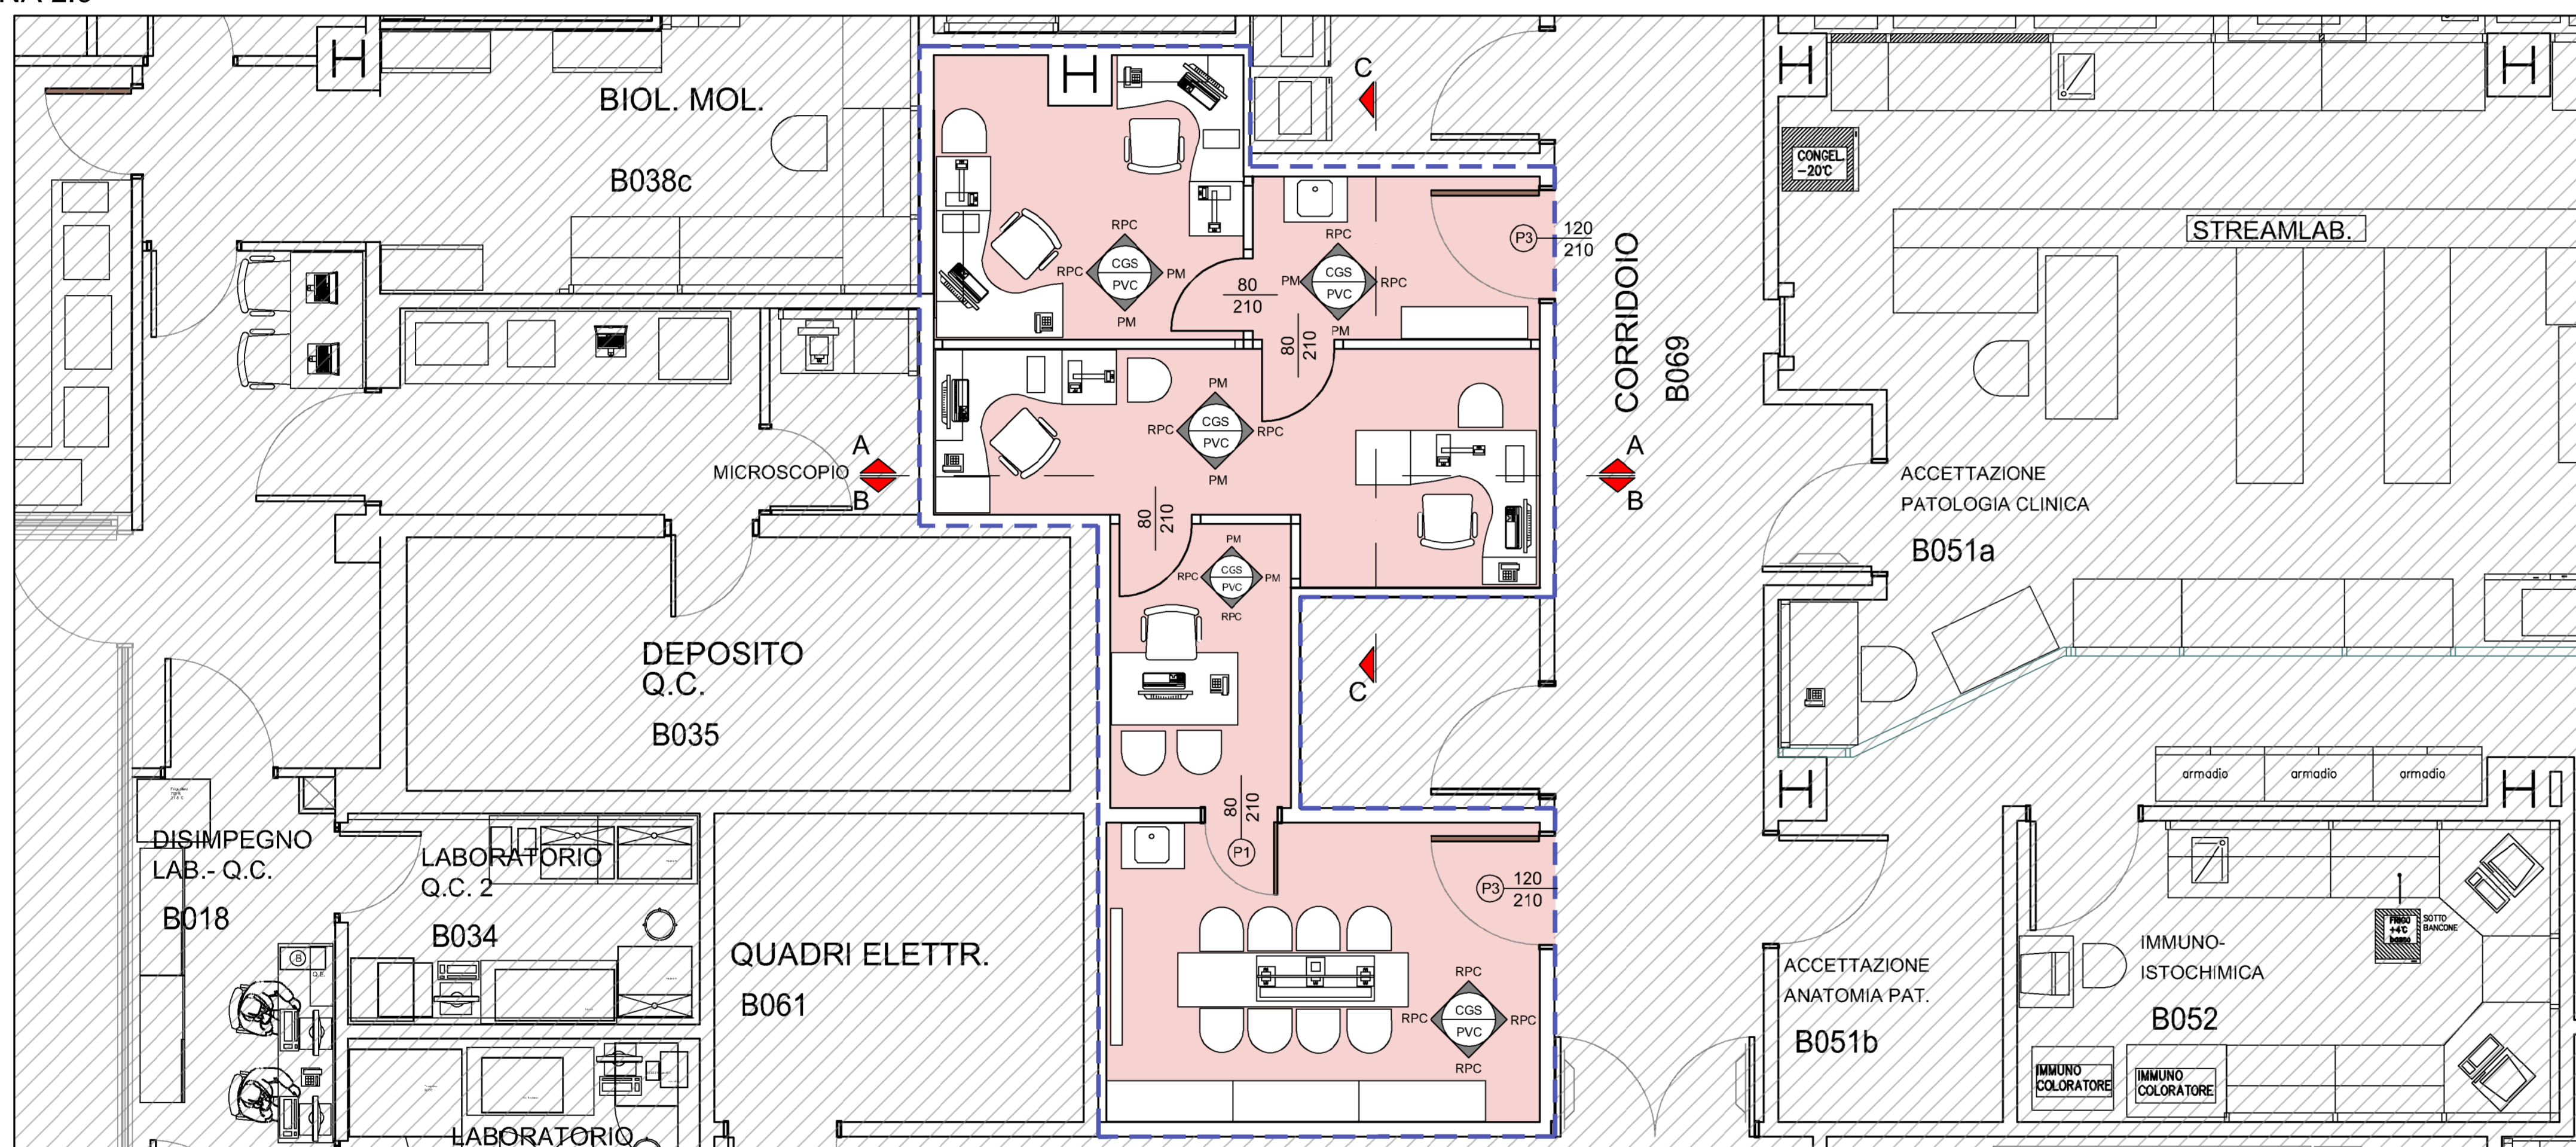 H
BIOL. MOL.
B038c
H
C
H
H
CONGEL.
-20°C
STREAMLAB.
RPC
RPC
CGS
PVC
PM
PM
RPC
PM
CGS
PVC
RPC
PM
80
210
80
210
P3
120
210
CORRIDOIO
B069
MICROSCOPIO
A
B
PM
RPC
CGS
PVC
RPC
PM
A
B
ACCETTAZIONE
PATOLOGIA CLINICA
B051a
80
210
PM
RPC
CGS
PVC
PM
RPC
DEPOSITO
Q.C.
B035
C
80
210
P1
DISIMPEGNO
LAB.- Q.C.
B018
LABORATORIO
Q.C. 2
B034
QUADRI ELETTR.
B061
P3
120
210
RPC
RPC
CGS
PVC
RPC
RPC
H
armadio
armadio
armadio
H
ACCETTAZIONE
ANATOMIA PAT.
B051b
IMMUNO-
ISTOCHIMICA
B052
FRIGO
+4°C
basso
SOTTO
BANCONE
IMMUNO
COLORATORE
IMMUNO
COLORATORE
B
Q.E.
LABORATORIO